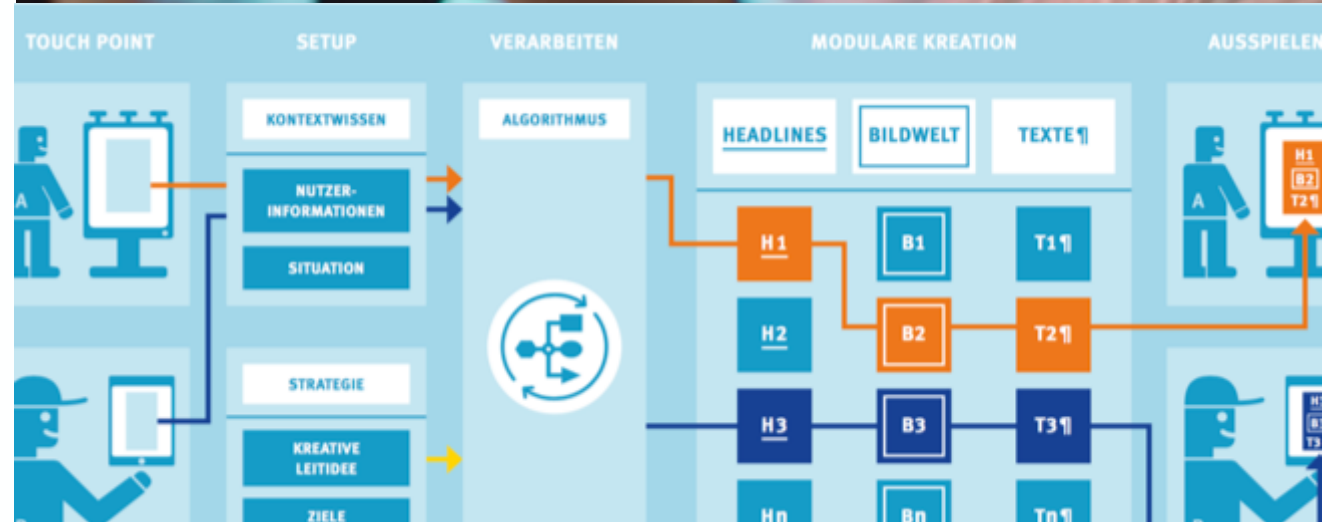 TOUCH POINT
SETUP
VERARBEITEN
MODULARE KREATION
AUSSPIELEN
A
KONTEXTWISSEN
NUTZER-
INFORMATIONEN
SITUATION
STRATEGIE
KREATIVE
LEITIDEE
ZIELE
ALGORITHMUS
HEADLINES
BILDWELT
TEXTE¶
H1
B1
T1¶
H2
B2
T2¶
H3
B3
T3¶
Hn
Bn
Tn¶
A
H1
B2
T2¶